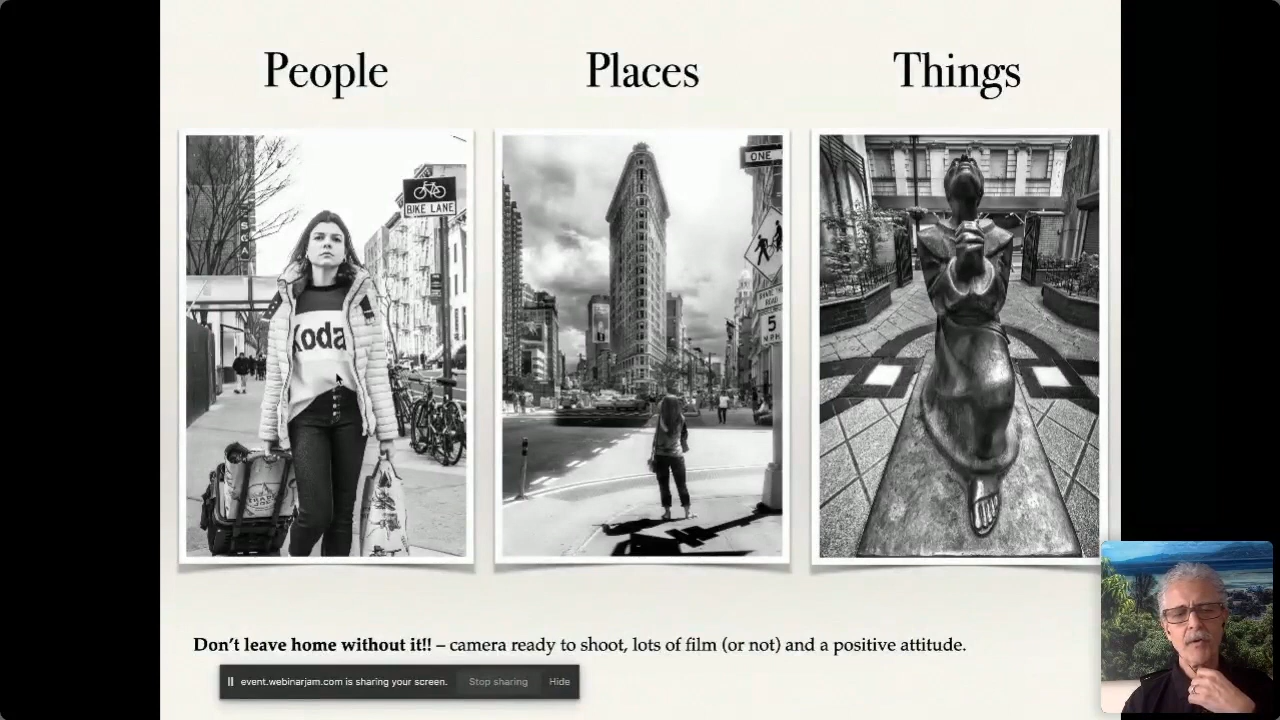 People
Places
Things
BIKE LANE
Koda
ONE
5
MPH
Don't leave home without it!! – camera ready to shoot, lots of film (or not) and a positive attitude.
event.webinarjam.com is sharing your screen.
Stop sharing
Hide